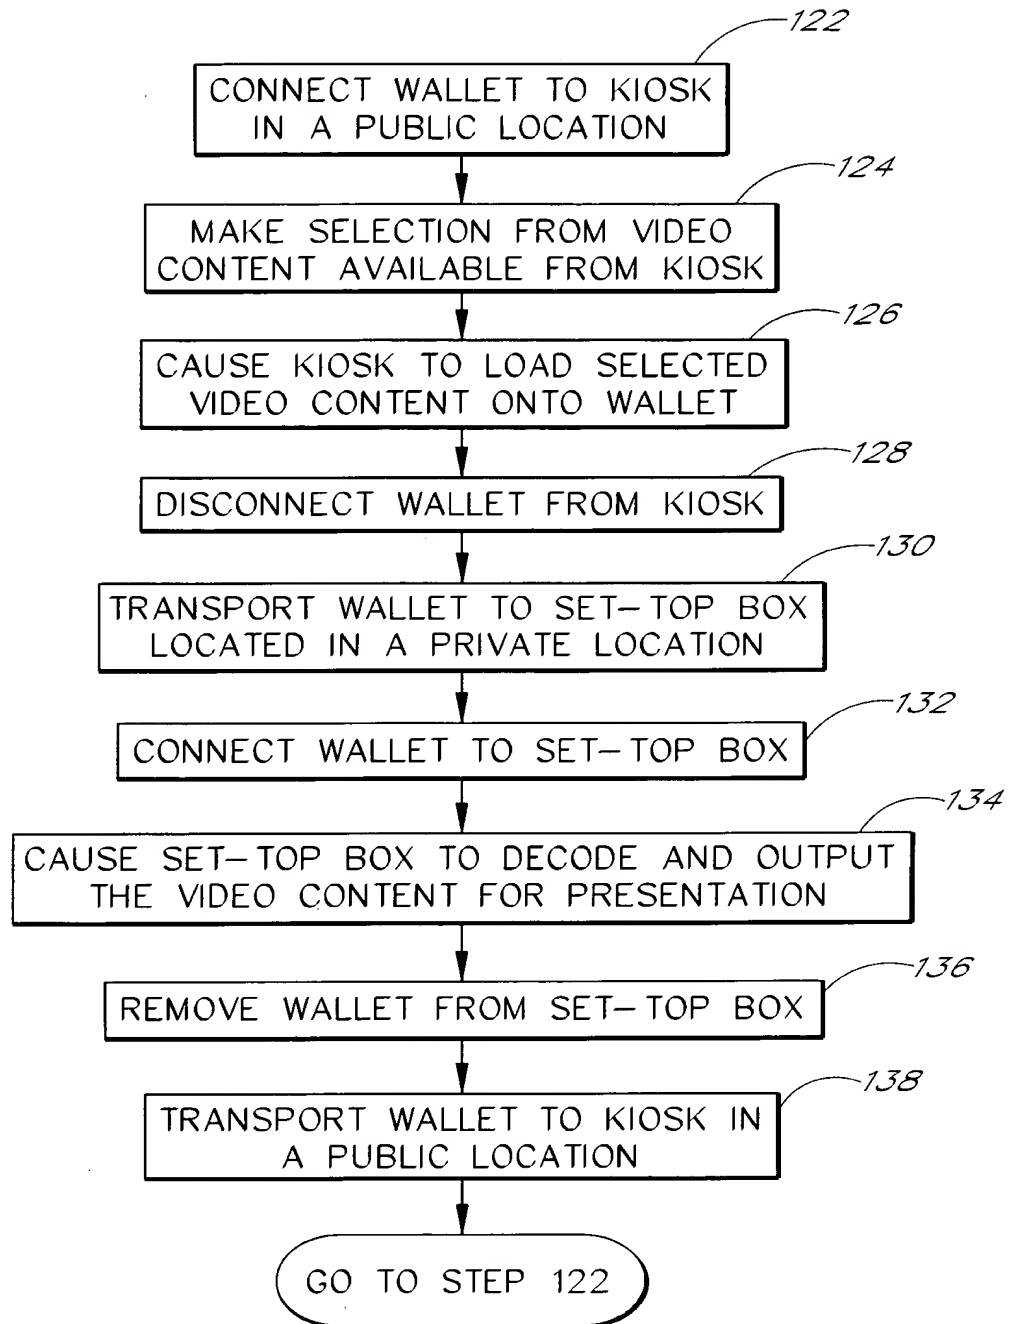 122
CONNECT WALLET TO KIOSK
IN A PUBLIC LOCATION
124
MAKE SELECTION FROM VIDEO
CONTENT AVAILABLE FROM KIOSK
126
CAUSE KIOSK TO LOAD SELECTED
VIDEO CONTENT ONTO WALLET
128
DISCONNECT WALLET FROM KIOSK
130
TRANSPORT WALLET TO SET-TOP BOX
LOCATED IN A PRIVATE LOCATION
132
CONNECT WALLET TO SET-TOP BOX
134
CAUSE SET-TOP BOX TO DECODE AND OUTPUT
THE VIDEO CONTENT FOR PRESENTATION
136
REMOVE WALLET FROM SET-TOP BOX
138
TRANSPORT WALLET TO KIOSK IN
A PUBLIC LOCATION
GO TO STEP 122